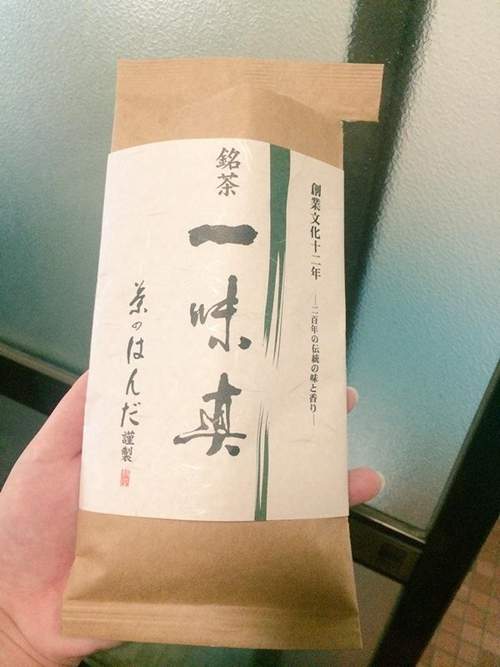 創業文化十二年
―二百年の伝統の味と香り―
銘茶
一味真
茶のはんだ
謹製